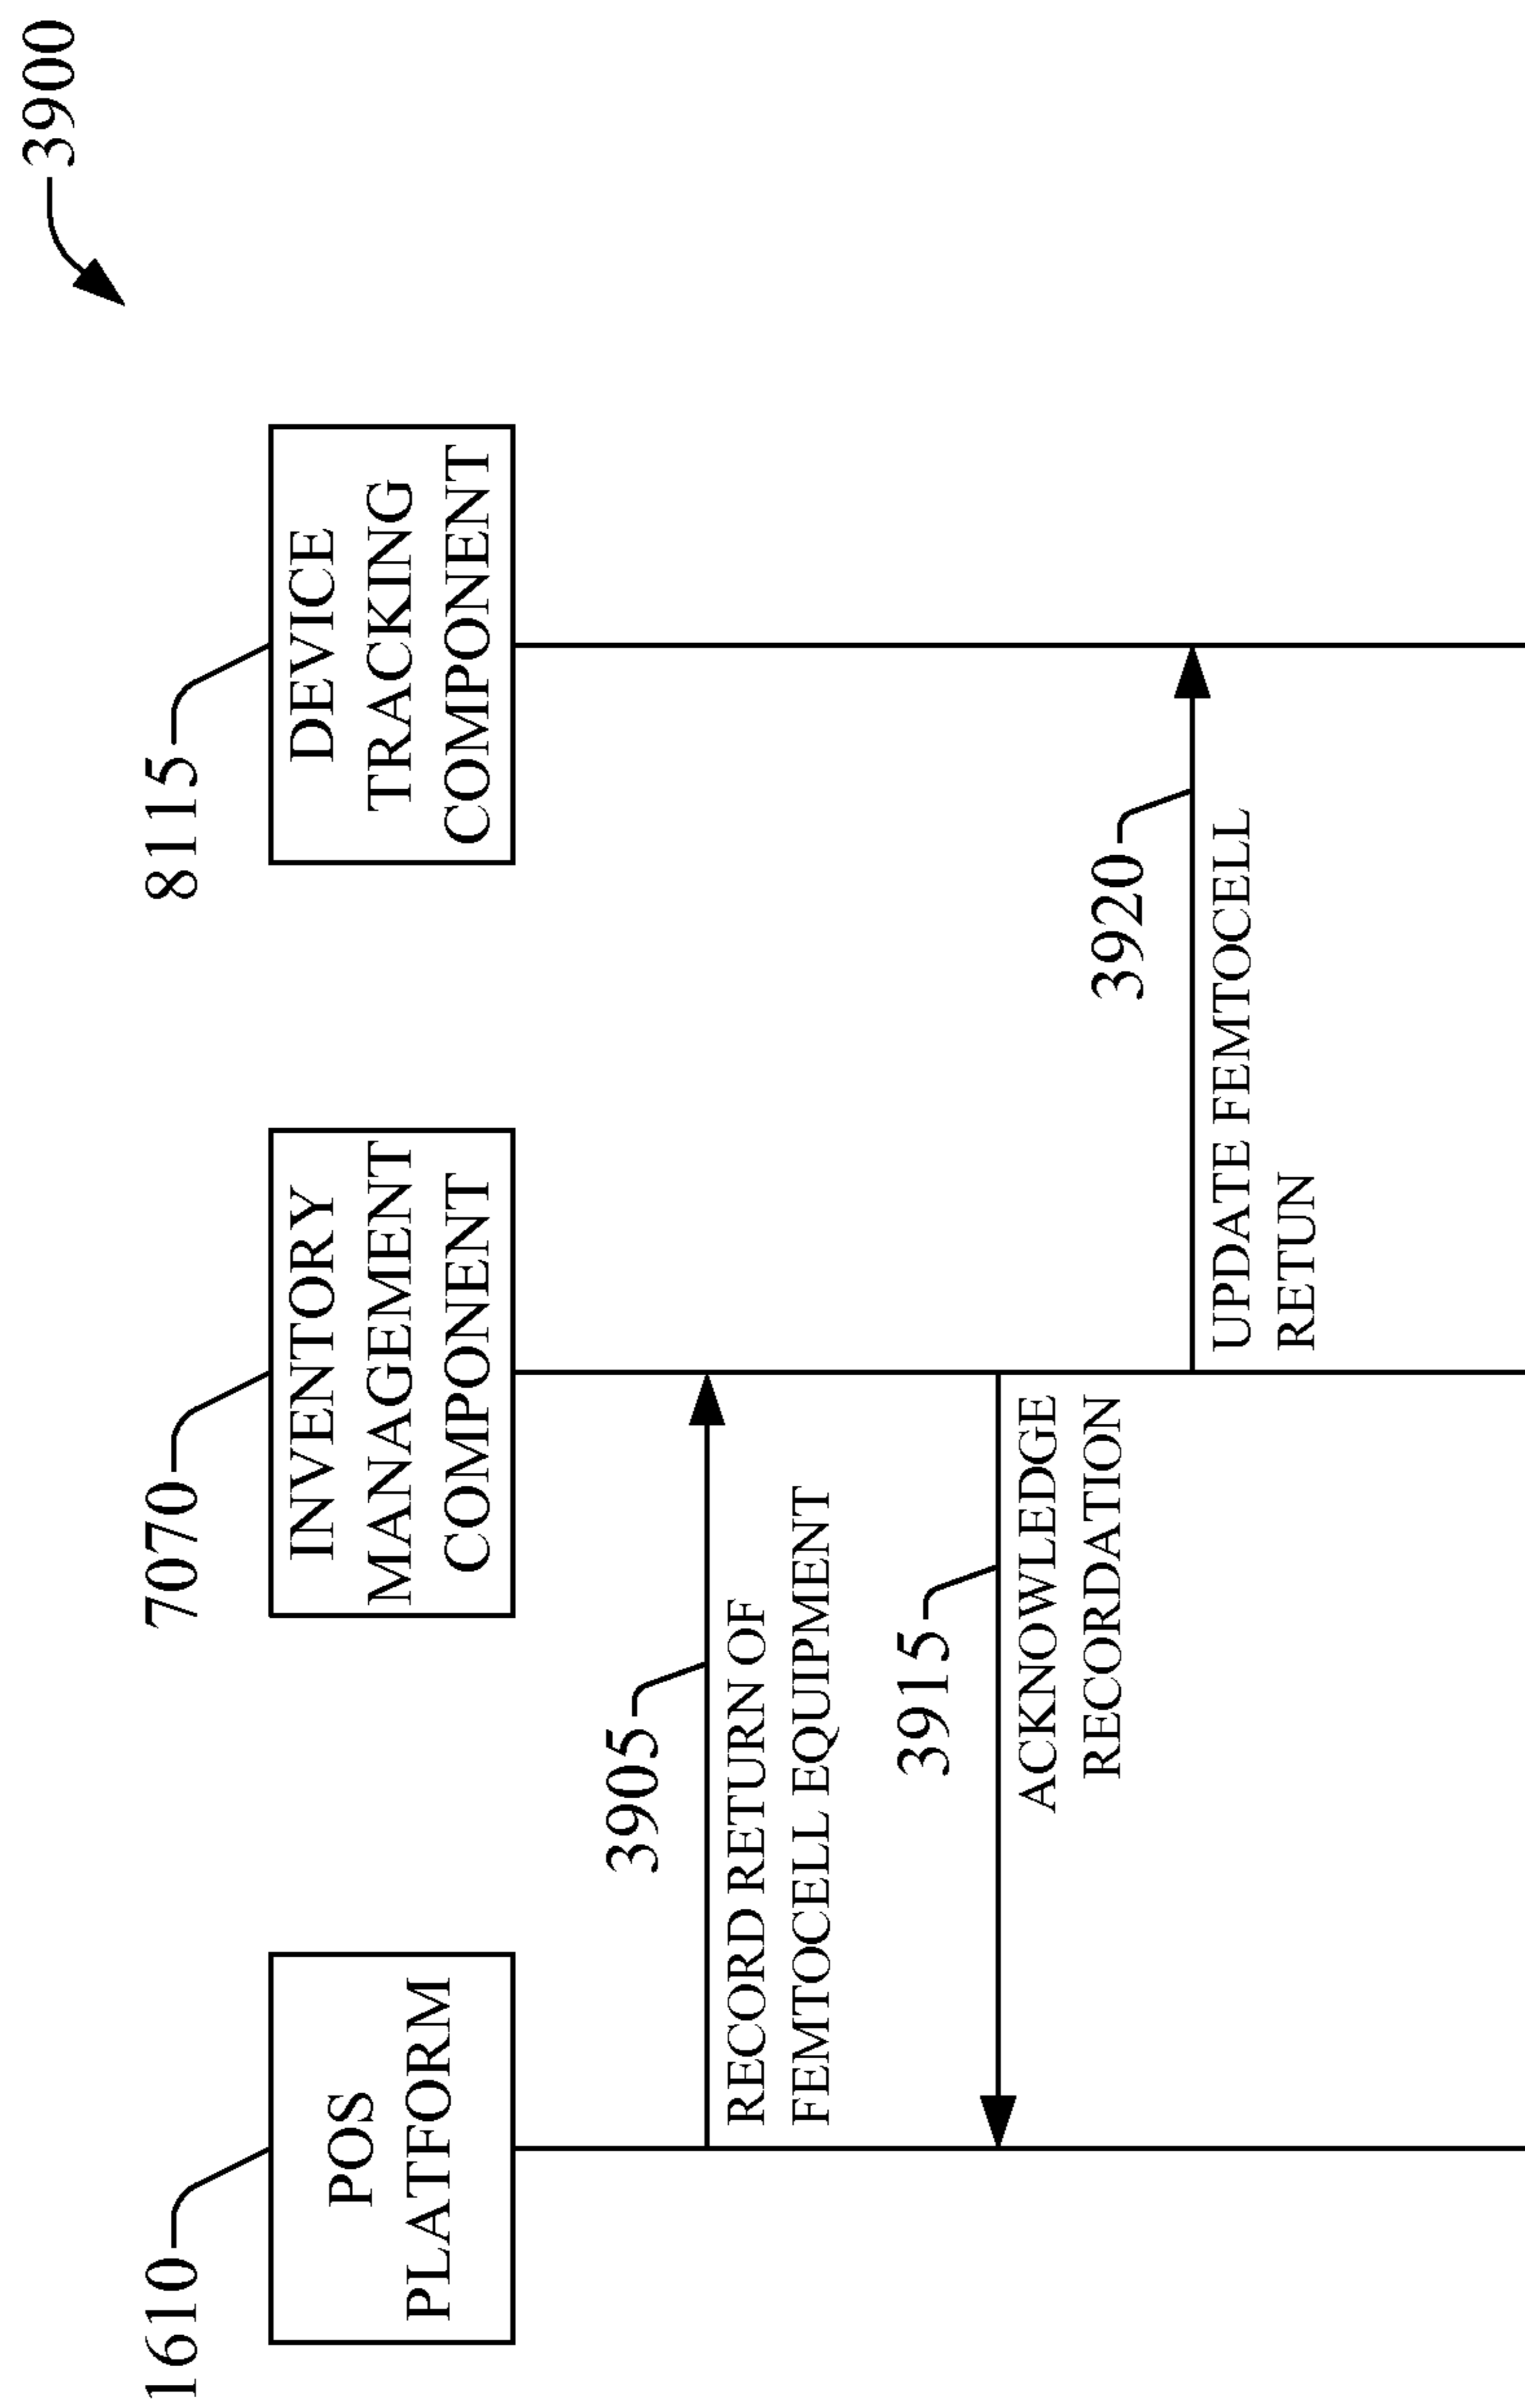 3900
1610
7070
8115
POS
PLATFORM
INVENTORY
MANAGEMENT
COMPONENT
DEVICE
TRACKING
COMPONENT
3905
RECORD RETURN OF
FEMTOCELL EQUIPMENT
3915
ACKNOWLEDGE
RECORDATION
3920
UPDATE FEMTOCELL
RETUN